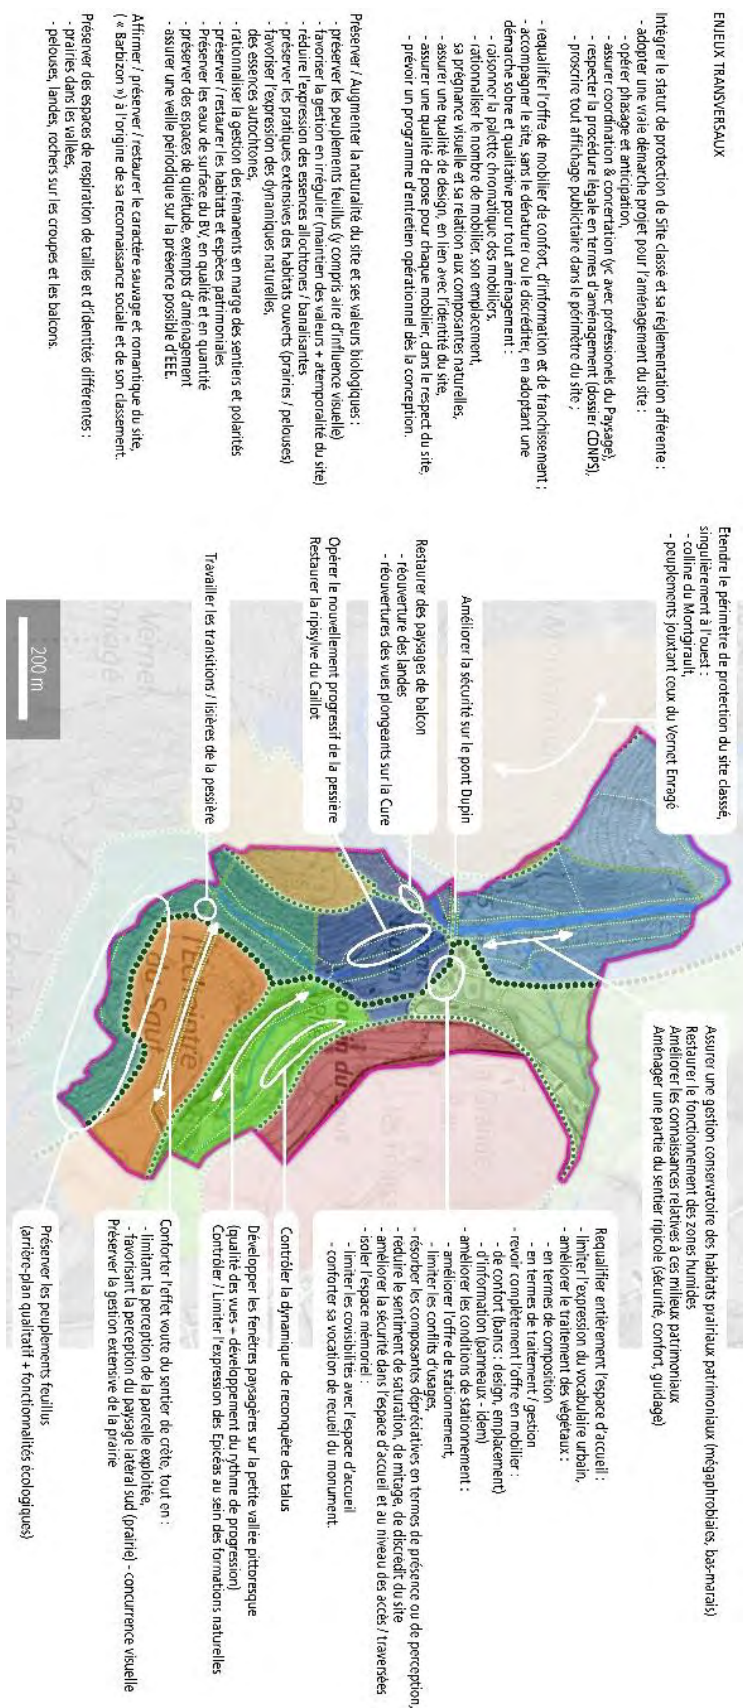 ENJEUX TRANSVERSAUX
Intégrer le statut de protection de Site classé et sa réglementation afférente :
- adopter une vraie démarche projet pour l'aménagement du site :
- opérer phasage et anticipation,
- assurer coordination & concertation (yc avec professionels du Paysage),
- respecter la procédure légale en termes d'aménagement (dossier CDNPS),
- proscrire tout affichage publicitaire dans le périmètre du site ;
- requalifier l'offre de mobilier de confort, d'information et de franchissement ;
- accompagner le site, sans le dénaturer ou le discréditer, en adoptant une
démarche sobre et qualitative pour tout aménagement :
- raisonner la palette chromatique des mobiliers,
- rationnaliser le nombre de mobilier, son emplacement,
sa prégnance visuelle et sa relation aux composantes naturelles,
- assurer une qualité de design, en lien avec l'identité du site,
- assurer une qualité de pose pour chaque mobilier, dans le respect du site,
- prévoir un programme d'entretien opérationnel dès la conception.
Préserver / Augmenter la naturalité du site et ses valeurs biologiques :
- préserver les peuplements feuillus (y compris aire d'influence visuelle)
- favoriser la gestion en irrégulier (maintien des valeurs + atemporalité du site)
- réduire l'expression des essences allochtones / banalisantes
- préserver les pratiques extensives des habitats ouverts (prairies / pelouses)
- favoriser l'expression des dynamiques naturelles,
des essences autochtones,
- rationnaliser la gestion des rémanents en marge des sentiers et polarités
- préserver / restaurer les habitats et espèces patrimoniales
- Préserver les eaux de surface du BV, en qualité et en quantité
- préserver des espaces de quiétude, exempts d'aménagement
- assurer une veille périodique sur la présence possible d'EEE.
Affirmer / préserver / restaurer le caractère sauvage et romantique du site,
( « Barbizon ») à l'origine de sa reconnaissance sociale et de son classement.
Préserver des espaces de respiration de tailles et d'identités différentes :
- prairies dans les vallées,
- pelouses, landes, rochers sur les croupes et les balcons.
Etendre le périmètre de protection du site classé,
singulièrement à l'ouest :
- colline du Montgirault,
- peuplements jouxtant ceux du Vernet Enragé
Améliorer la sécurité sur le pont Dupin
Restaurer des paysages de balcon
- réouverture des landes
- réouvertures des vues plongeants sur la Cure
Opérer le nouvellement progressif de la pessière
Restaurer la ripisylve du Caillot
Travailler les transitions / lisières de la pessière
200 m
Vernet
l'Echeintre
du Saut
Assurer une gestion conservatoire des habitats prairiaux patrimoniaux (mégaphrobiaies, bas-marais)
Restaurer le fonctionnement des zones humides
Améliorer les connaissances relatives à ces milieux patrimoniaux
Aménager une partie du sentier ripicole (sécurité, confort, guidage)
Requalifier entièrement l'espace d'accueil :
- limiter l'expression du vocabulaire urbain,
- améliorer le traitement des végétaux :
- en termes de composition
- en termes de traitement / gestion
- revoir complètement l'offre en mobilier :
- de confort (bancs : design, emplacement)
- d'information (panneaux - idem)
- améliorer les conditions de stationnement :
- améliorer l'offre de stationnement,
- limiter les conflits d'usages,
- résorber les composantes dépréciatives en termes de présence ou de perception,
- réduire le sentiment de saturation, de mitage, de discrédit du site
- améliorer la sécurité dans l'espace d'accueil et au niveau des accès / traversées
- isoler l'espace mémoriel :
- limiter les covisibilités avec l'espace d'accueil
- conforter sa vocation de recueil du monument.
Contrôler la dynamique de reconquête des talus
Développer les fenêtres paysagères sur la petite vallée pittoresque
(qualité des vues – développement du rythme de progression)
Contrôler / Limiter l'expression des Epicéas au sein des formations naturelles
Conforter l'effet voute du sentier de crète, tout en :
- limitant la perception de la parcelle exploitée,
- favorisant la perception du paysage latéral sud (prairie) - concurrence visuelle
Préserver la gestion extensive de la prairie
Préserver les peuplements feuillus
(arrière-plan qualitatif + fonctionnalités écologiques)